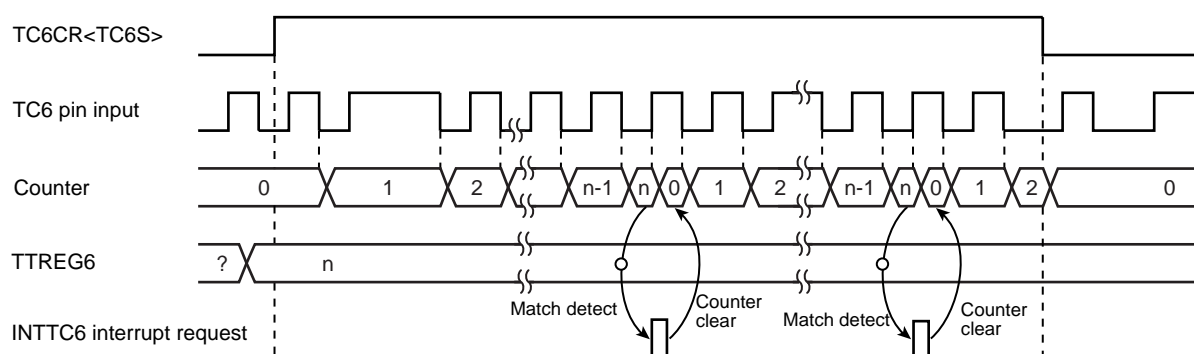 TC6CR<TC6S>
TC6 pin input
Counter
0 1 2 n-1 n 0 1 2 n-1 n 0 1 2 0
TTREG6
? n
Match detect
Counter
clear
Match detect
Counter
clear
INTTC6 interrupt request